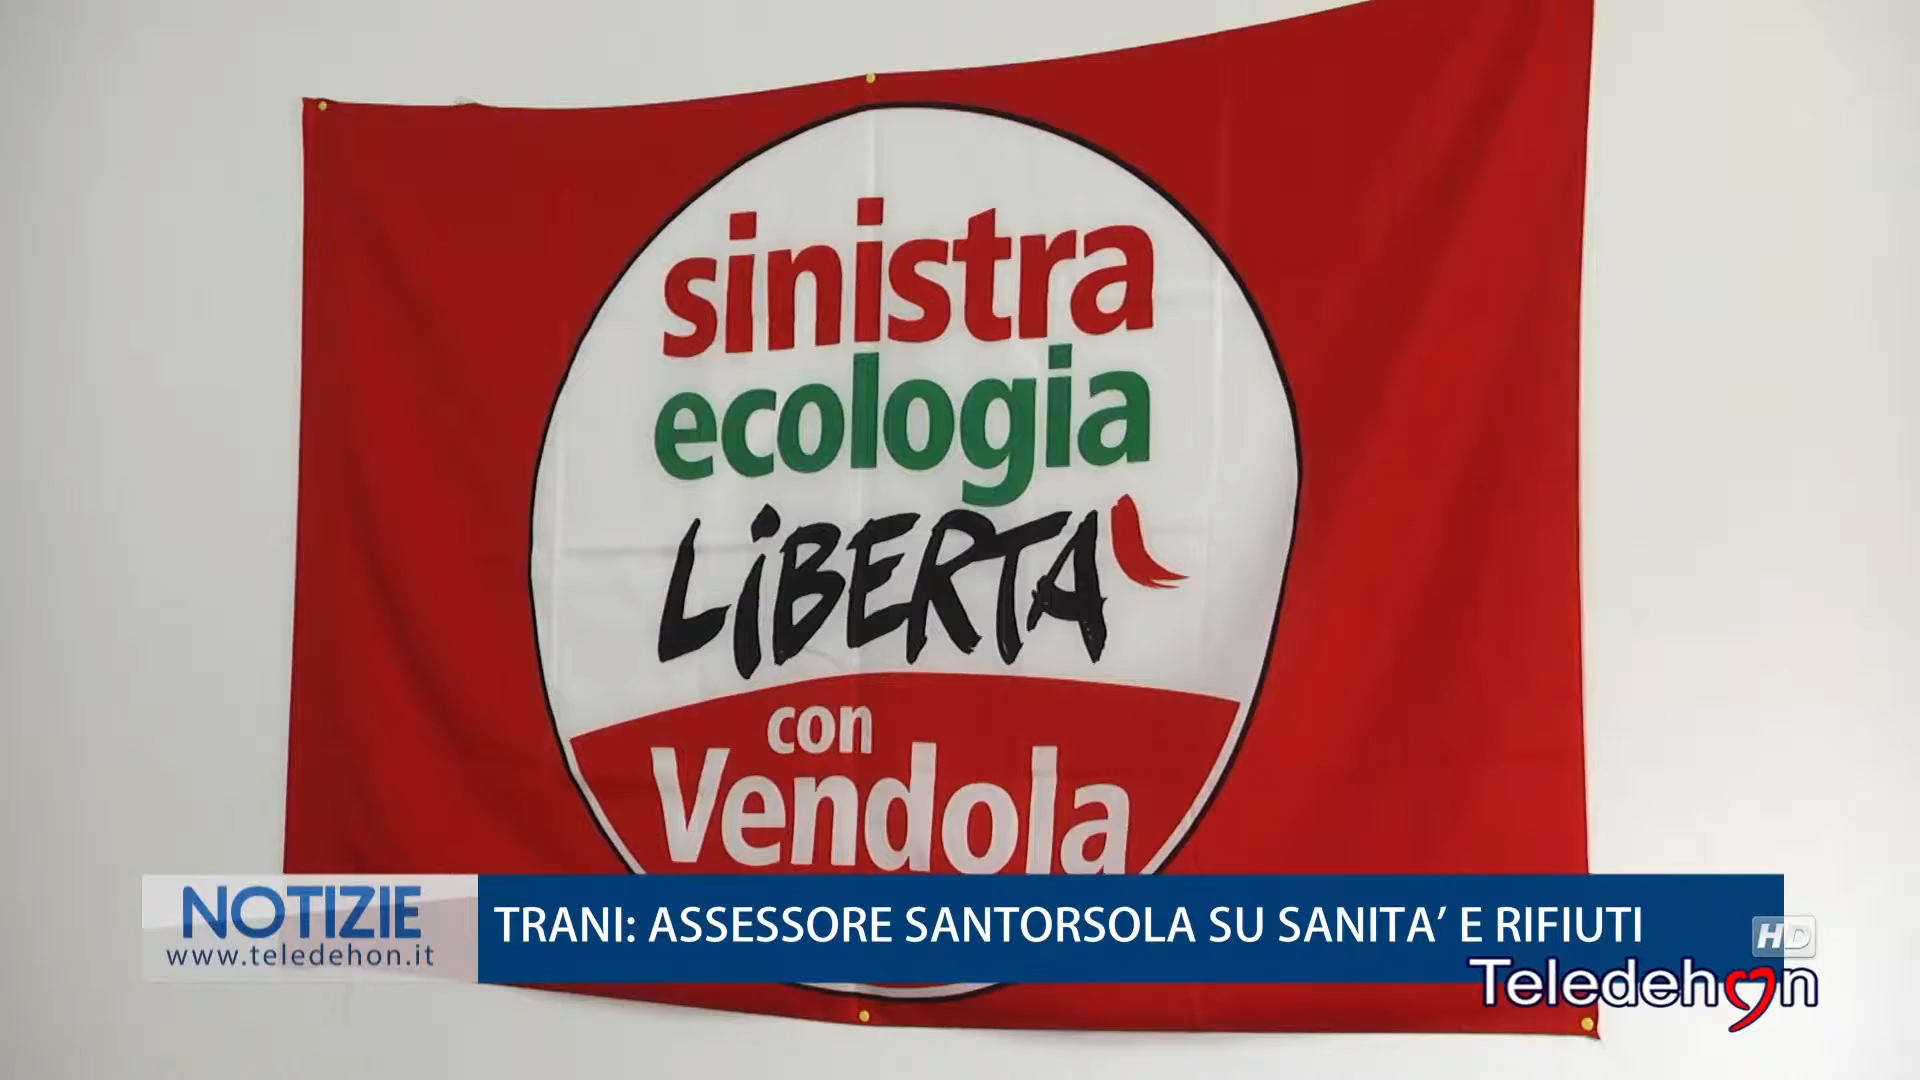 sinistra
ecologia
LiBERTA'
con
Vendola
NOTIZIE
www.teledehon.it
TRANI: ASSESSORE SANTORSOLA SU SANITA’ E RIFIUTI
HD
Teledehon